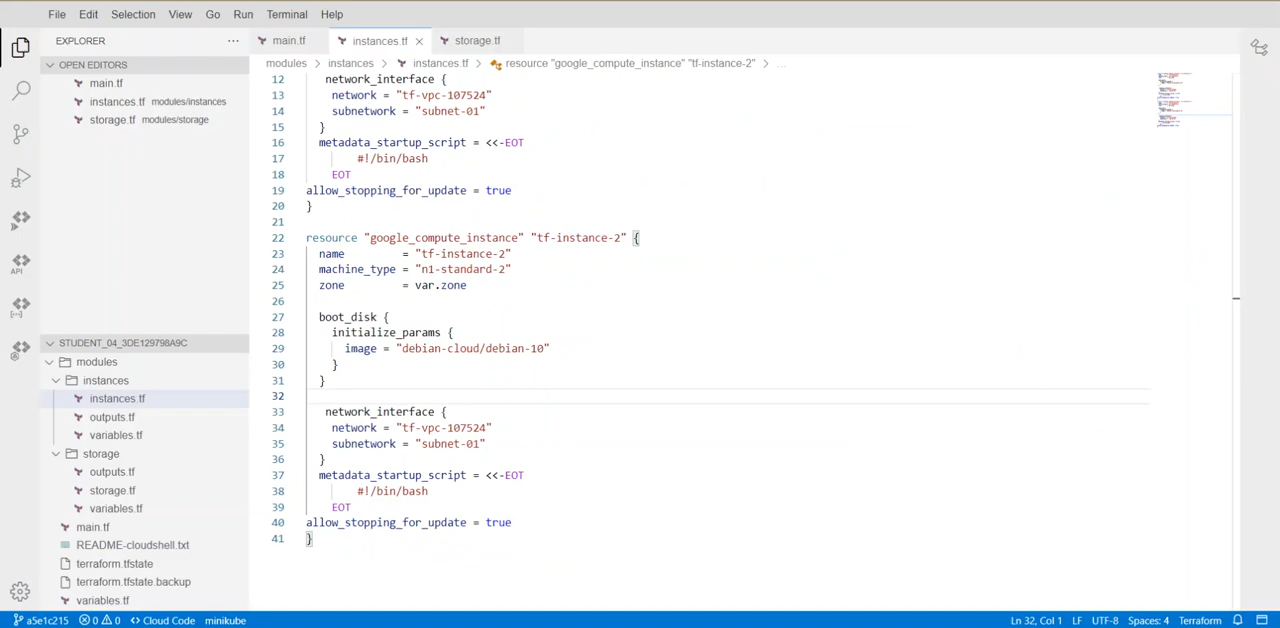 File Edit Selection View Go Run Terminal Help
EXPLORER ...
main.tf instances.tf × storage.tf
OPEN EDITORS
modules > instances > instances.tf > resource "google_compute_instance" "tf-instance-2" > ...
main.tf
instances.tf modules/instances
storage.tf modules/storage
API
STUDENT_04_3DE129798A9C
modules
instances
instances.tf
outputs.tf
variables.tf
storage
outputs.tf
storage.tf
variables.tf
main.tf
README-cloudshell.txt
terraform.tfstate
terraform.tfstate.backup
variables.tf
12 network_interface {
13 network = "tf-vpc-107524"
14 subnetwork = "subnet-01"
15 }
16 metadata_startup_script = <<-EOT
17 #!/bin/bash
18 EOT
19 allow_stopping_for_update = true
20 }
21
22 resource "google_compute_instance" "tf-instance-2" {
23 name = "tf-instance-2"
24 machine_type = "n1-standard-2"
25 zone = var.zone
26
27 boot_disk {
28 initialize_params {
29 image = "debian-cloud/debian-10"
30 }
31 }
32
33 network_interface {
34 network = "tf-vpc-107524"
35 subnetwork = "subnet-01"
36 }
37 metadata_startup_script = <<-EOT
38 #!/bin/bash
39 EOT
40 allow_stopping_for_update = true
41 }
a5e1c215 0 0 Cloud Code minikube Ln 32, Col 1 LF UTF-8 Spaces: 4 Terraform